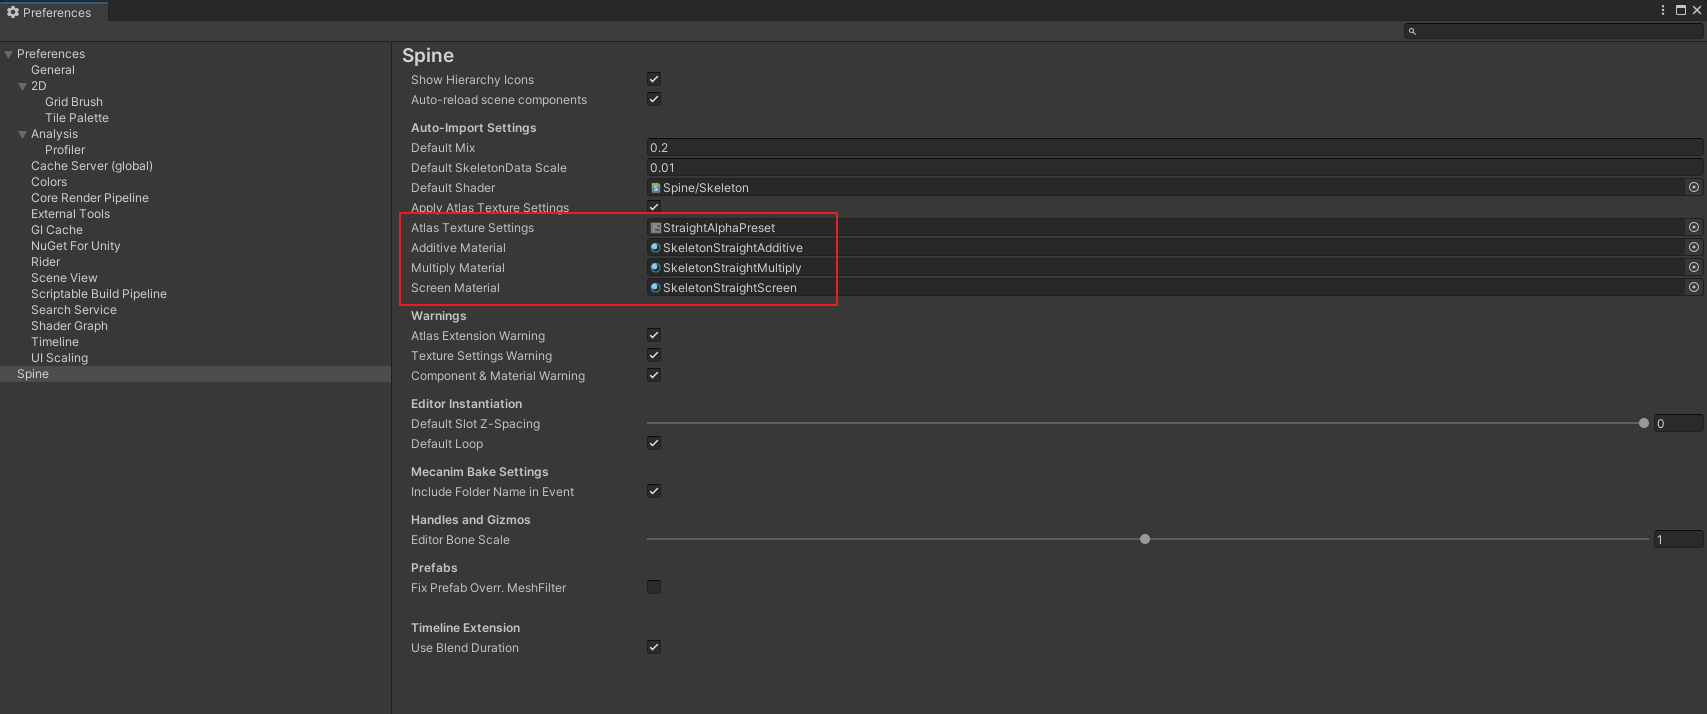 Preferences
Preferences
General
2D
Grid Brush
Tile Palette
Analysis
Profiler
Cache Server (global)
Colors
Core Render Pipeline
External Tools
GI Cache
NuGet For Unity
Rider
Scene View
Scriptable Build Pipeline
Search Service
Shader Graph
Timeline
UI Scaling
Spine
Spine
Show Hierarchy Icons
Auto-reload scene components
Auto-Import Settings
Default Mix 0.2
Default SkeletonData Scale 0.01
Default Shader Spine/Skeleton
Apply Atlas Texture Settings
Atlas Texture Settings StraightAlphaPreset
Additive Material SkeletonStraightAdditive
Multiply Material SkeletonStraightMultiply
Screen Material SkeletonStraightScreen
Warnings
Atlas Extension Warning
Texture Settings Warning
Component & Material Warning
Editor Instantiation
Default Slot Z-Spacing 0
Default Loop
Mecanim Bake Settings
Include Folder Name in Event
Handles and Gizmos
Editor Bone Scale 1
Prefabs
Fix Prefab Overr. MeshFilter
Timeline Extension
Use Blend Duration